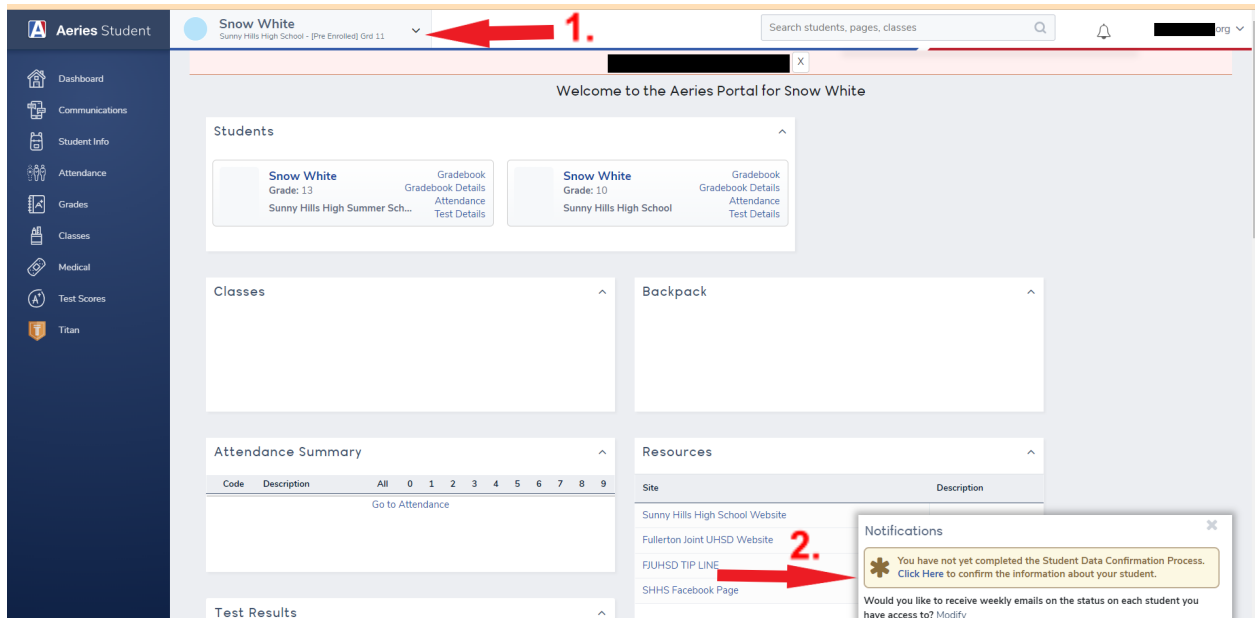 Aeries Student
Snow White
Sunny Hills High School - [Pre Enrolled] Grd 11
1.
Search students, pages, classes
org
X
Dashboard
Communications
Student Info
Attendance
Grades
Classes
Medical
Test Scores
Titan
Welcome to the Aeries Portal for Snow White
Students
Snow White
Grade: 13
Sunny Hills High Summer Sch...
Gradebook
Gradebook Details
Attendance
Test Details
Snow White
Grade: 10
Sunny Hills High School
Gradebook
Gradebook Details
Attendance
Test Details
Classes
Backpack
Attendance Summary
Code Description All 0 1 2 3 4 5 6 7 8 9
Go to Attendance
Resources
Site Description
Sunny Hills High School Website
Fullerton Joint UHSD Website
FJUHSD TIP LINE
SHHS Facebook Page
2.
Notifications
You have not yet completed the Student Data Confirmation Process.
Click Here to confirm the information about your student.
Would you like to receive weekly emails on the status on each student you
have access to? Modify
Test Results